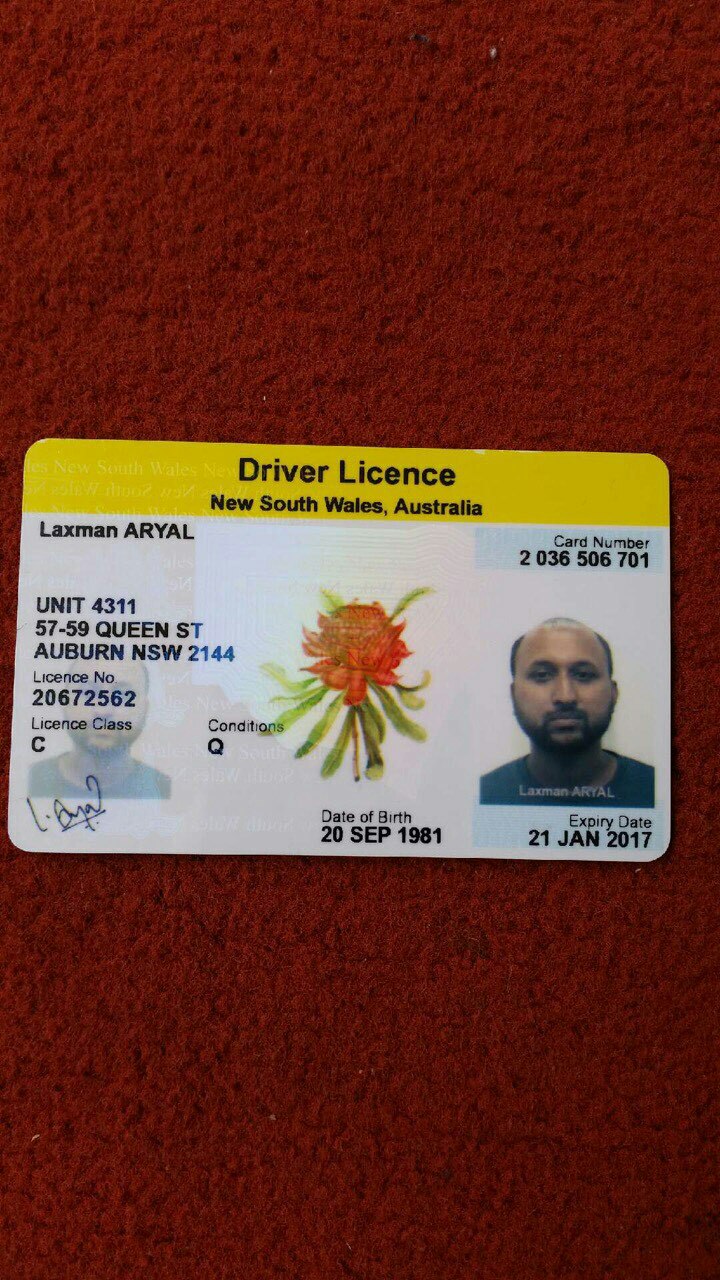 Driver Licence
New South Wales, Australia
Laxman ARYAL
Card Number
2 036 506 701
UNIT 4311
57-59 QUEEN ST
AUBURN NSW 2144
Licence No
20672562
Licence Class
C
Conditions
Q
Laxman ARYAL
Date of Birth
20 SEP 1981
Expiry Date
21 JAN 2017